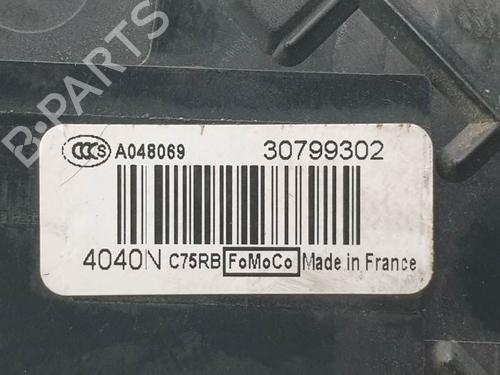 CCC S A048069 30799302
4040N C75RB FoMoCo Made in France
B-PARTS